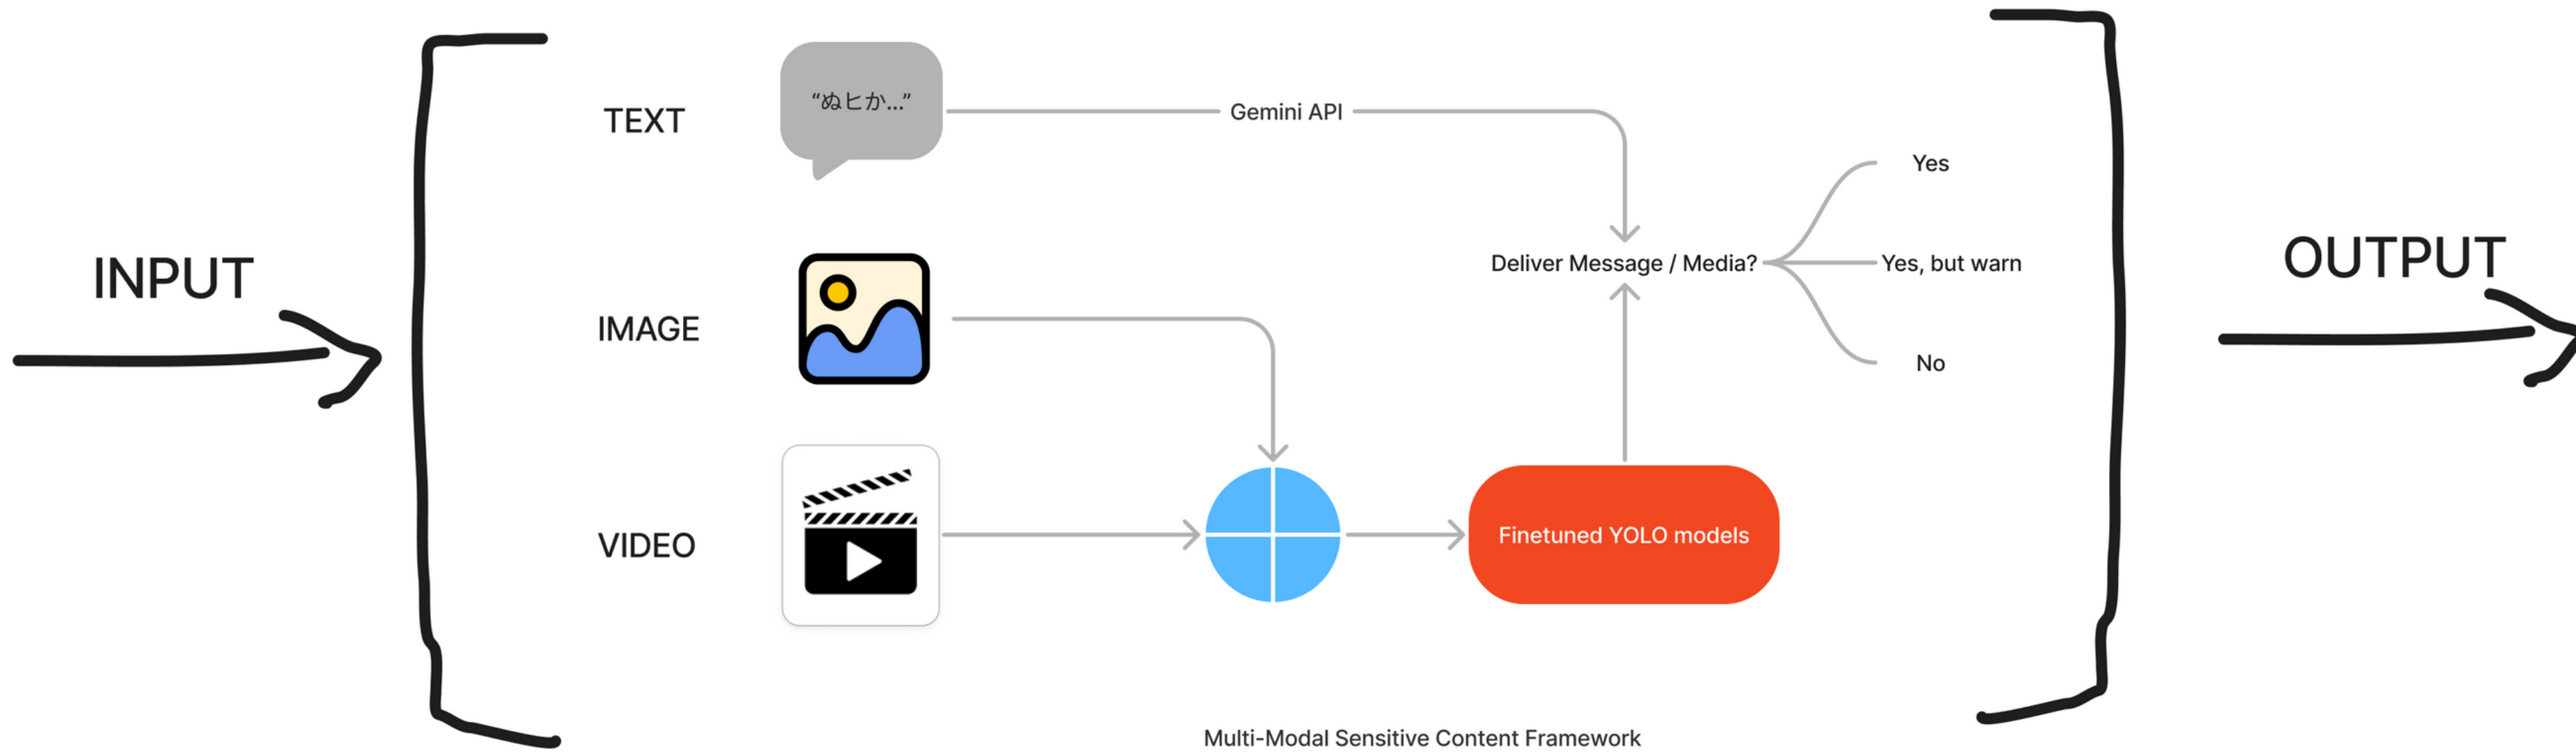 INPUT
TEXT
“ぬヒか...”
Gemini API
IMAGE
VIDEO
Finetuned YOLO models
Deliver Message / Media?
Yes
Yes, but warn
No
OUTPUT
Multi-Modal Sensitive Content Framework